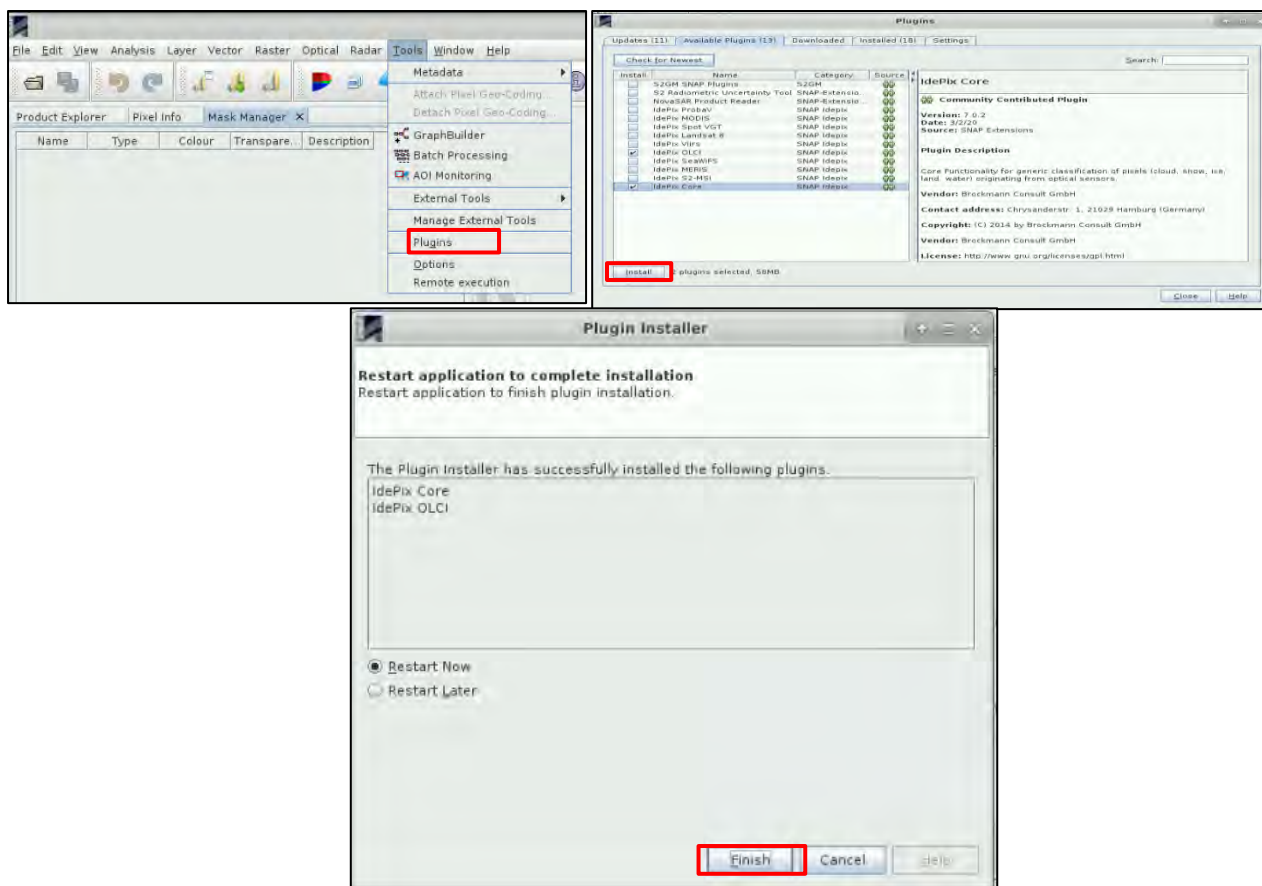 File Edit View Analysis Layer Vector Raster Optical Radar Tools Window Help
Metadata
Attach Pixel Geo-Coding...
Detach Pixel Geo-Coding...
GraphBuilder
Batch Processing
AOI Monitoring
External Tools
Manage External Tools
Plugins
Options
Remote execution
Product Explorer Pixel Info Mask Manager
Name Type Colour Transpare... Description
Plugins
Updates (11) Available Plugins (13) Downloaded Installed (18) Settings
Check for Newest Search:
Install Name Category Source
S2GM SNAP Plugins S2GM
S2 Radiometric Uncertainty Tool SNAP-Extensio...
NovaSAR Product Reader SNAP-Extensio...
IdePix ProbaV SNAP Idepix
IdePix MODIS SNAP Idepix
IdePix Spot VGT SNAP Idepix
IdePix Landsat 8 SNAP Idepix
IdePix Viirs SNAP Idepix
IdePix OLCI SNAP Idepix
IdePix SeaWiFS SNAP Idepix
IdePix MERIS SNAP Idepix
IdePix S2-MSI SNAP Idepix
IdePix Core SNAP Idepix
IdePix Core
Community Contributed Plugin
Version: 7.0.2
Date: 3/2/20
Source: SNAP Extensions
Plugin Description
Core Functionality for generic classification of pixels (cloud, snow, ice,
land, water) originating from optical sensors.
Vendor: Brockmann Consult GmbH
Contact address: Chrysanderstr. 1, 21029 Hamburg (Germany)
Copyright: (C) 2014 by Brockmann Consult GmbH
Vendor: Brockmann Consult GmbH
License: http://www.gnu.org/licenses/gpl.html
Install plugins selected, 58MB
Close Help
Plugin Installer
Restart application to complete installation
Restart application to finish plugin installation.
The Plugin Installer has successfully installed the following plugins.
IdePix Core
IdePix OLCI
Restart Now
Restart Later
Finish Cancel Help